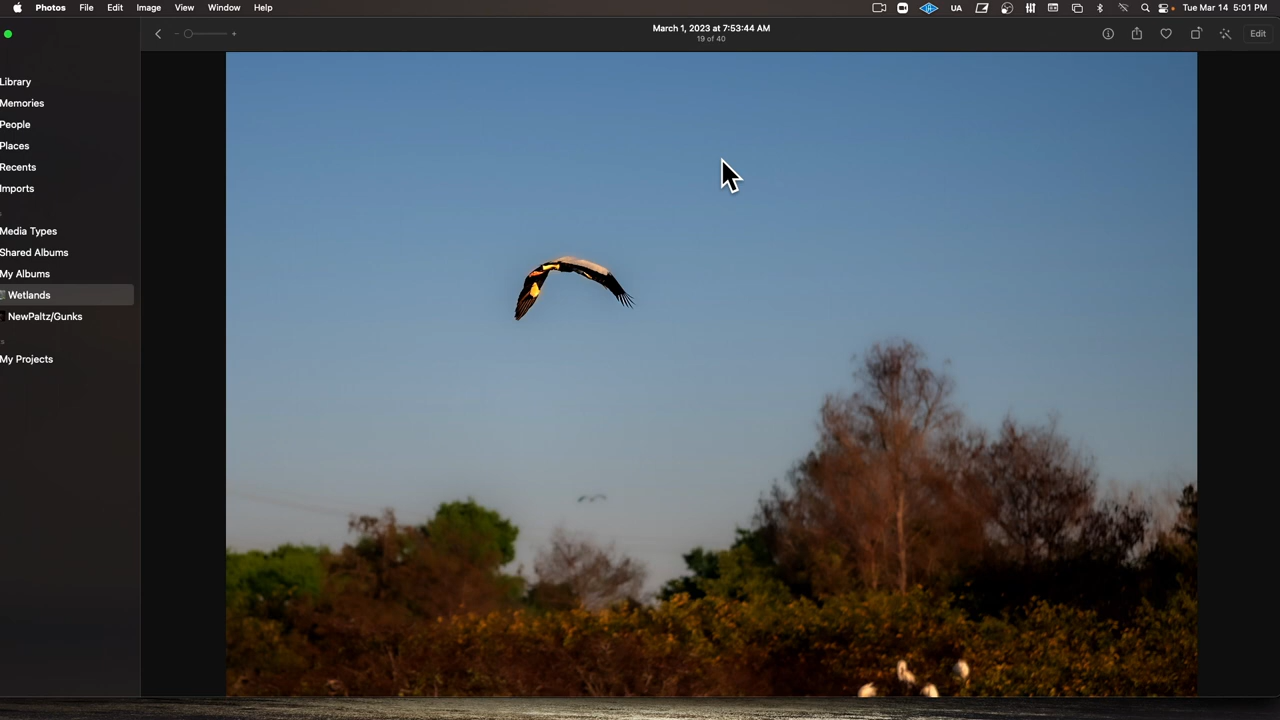 Photos File Edit Image View Window Help UA Tue Mar 14 5:01 PM
March 1, 2023 at 7:53:44 AM
19 of 40
Edit
Library
Memories
People
Places
Recents
Imports
Media Types
Shared Albums
My Albums
Wetlands
NewPaltz/Gunks
My Projects